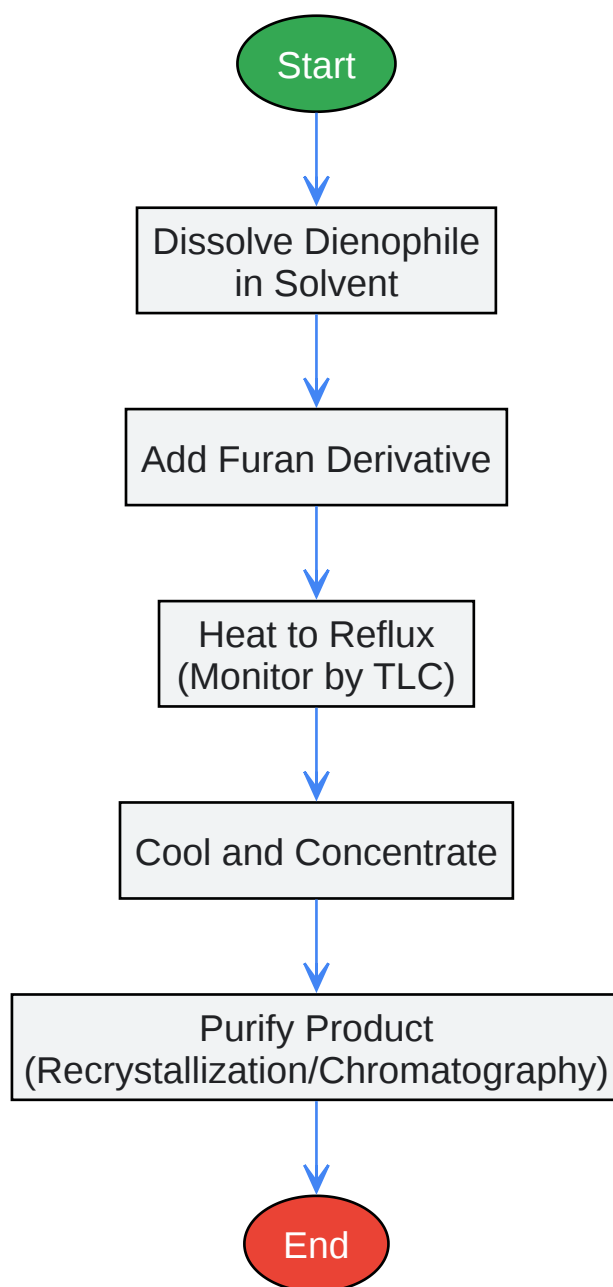 Start
Dissolve Dienophile
in Solvent
Add Furan Derivative
Heat to Reflux
(Monitor by TLC)
Cool and Concentrate
Purify Product
(Recrystallization/Chromatography)
End